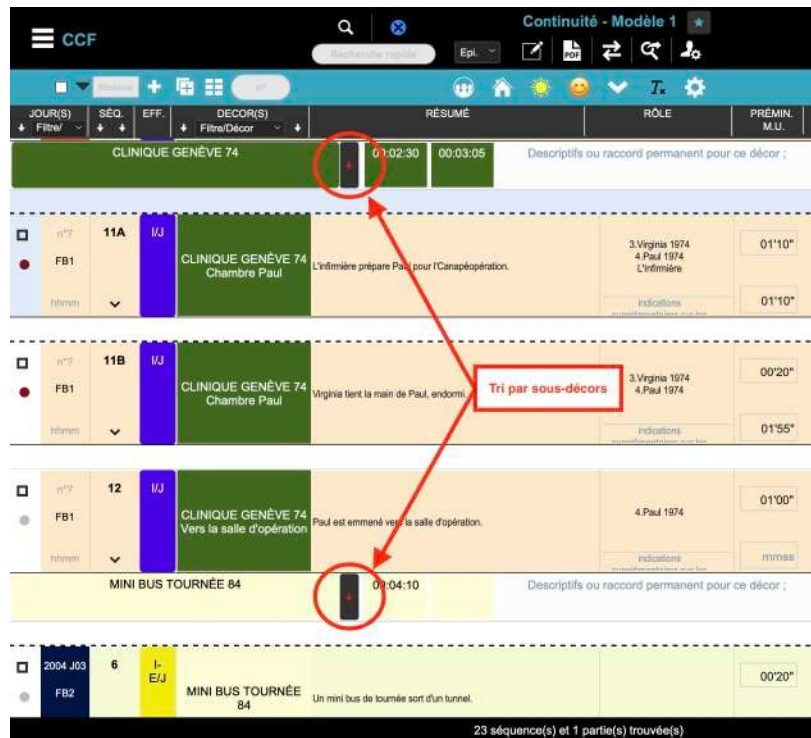 CCF
Continuité - Modèle 1
Recherche rapide
Epi.
PDF
n°
JOUR(S)
SÉQ.
EFF.
DECOR(S)
RÉSUMÉ
RÔLE
PRÉMIN.
M.U.
Filtre/
Filtre/Décor
CLINIQUE GENÈVE 74
00:02:30
00:03:05
Descriptifs ou raccord permanent pour ce décor ;
n°?
11A
I/J
FB1
CLINIQUE GENÈVE 74
Chambre Paul
L'infirmière prépare Paul pour l'Canapéopération.
3.Virginia 1974
4.Paul 1974
L'infirmière
01'10"
hhmm
indications
01'10"
n°?
11B
I/J
FB1
CLINIQUE GENÈVE 74
Chambre Paul
Virginia tient la main de Paul, endormi.
Tri par sous-décors
3.Virginia 1974
4.Paul 1974
00'20"
hhmm
indications
01'55"
n°?
12
I/J
FB1
CLINIQUE GENÈVE 74
Vers la salle d'opération
Paul est emmené vers la salle d'opération.
4.Paul 1974
01'00"
hhmm
indications
mmss
MINI BUS TOURNÉE 84
00:04:10
Descriptifs ou raccord permanent pour ce décor ;
2004 J03
6
I-
E/J
FB2
MINI BUS TOURNÉE
84
Un mini bus de tournée sort d'un tunnel.
00'20"
23 séquence(s) et 1 partie(s) trouvée(s)